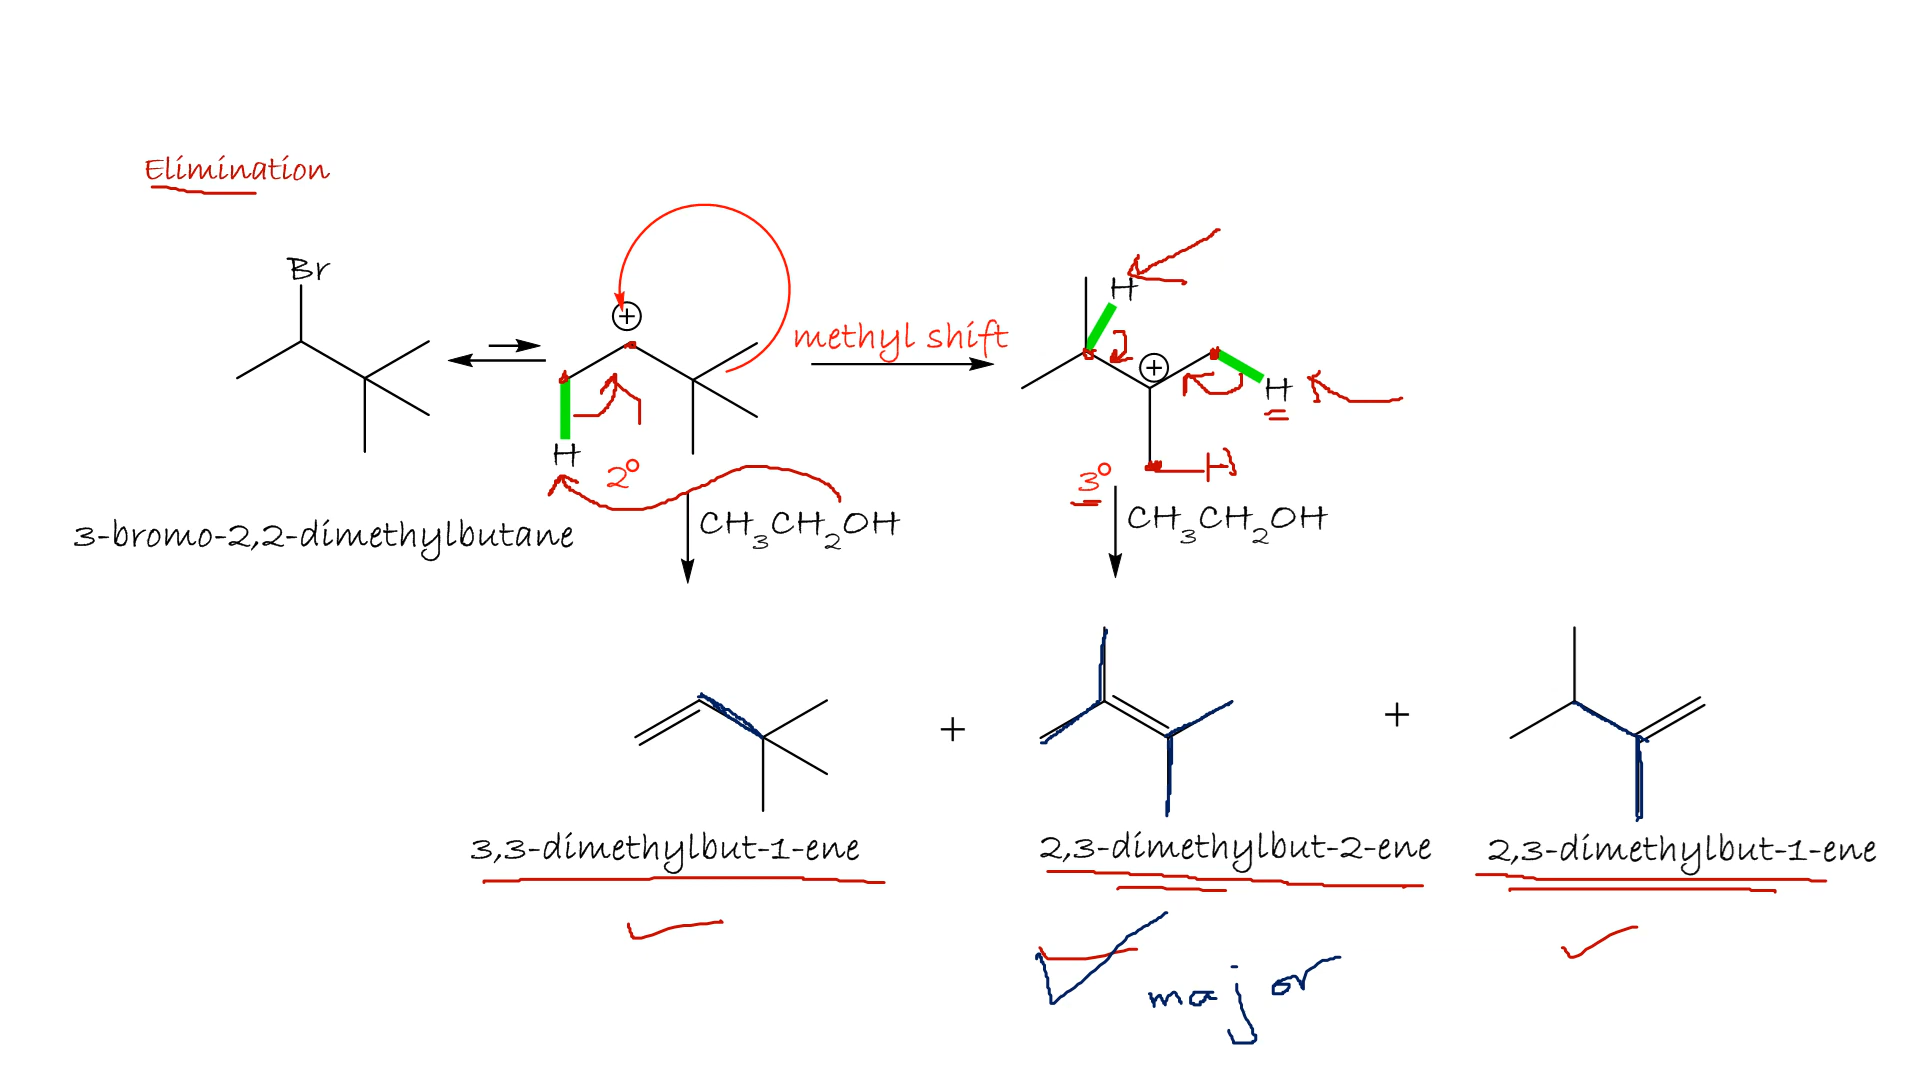 Elimination
Br
+
methyl shift
H
+
H
H
2°
3°
H
3-bromo-2,2-dimethylbutane
CH3CH2OH
CH3CH2OH
+
+
3,3-dimethylbut-1-ene
2,3-dimethylbut-2-ene
2,3-dimethylbut-1-ene
major